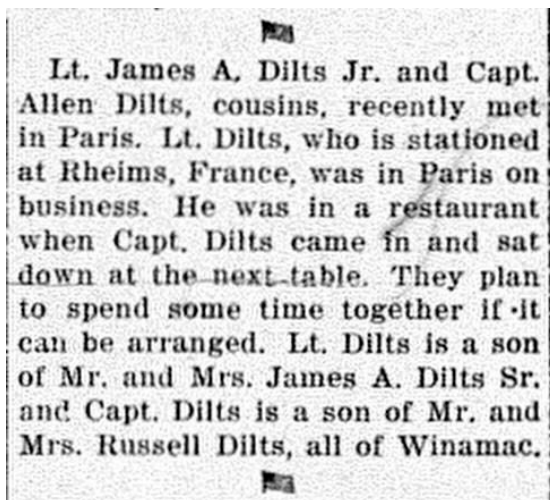 Lt. James A. Dilts Jr. and Capt.
Allen Dilts, cousins, recently met
in Paris. Lt. Dilts, who is stationed
at Rheims, France, was in Paris on
business. He was in a restaurant
when Capt. Dilts came in and sat
down at the next table. They plan
to spend some time together if it
can be arranged. Lt. Dilts is a son
of Mr. and Mrs. James A. Dilts Sr.
and Capt. Dilts is a son of Mr. and
Mrs. Russell Dilts, all of Winamac.